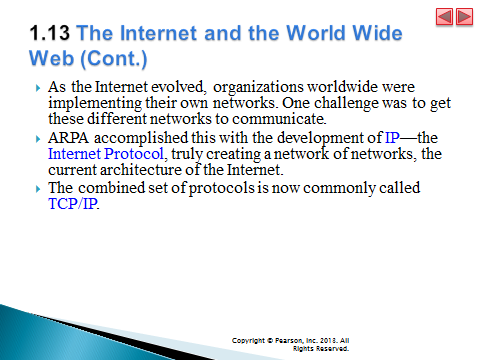 1.13 The Internet and the World Wide
Web (Cont.)
As the Internet evolved, organizations worldwide were
implementing their own networks. One challenge was to get
these different networks to communicate.
ARPA accomplished this with the development of IP—the
Internet Protocol, truly creating a network of networks, the
current architecture of the Internet.
The combined set of protocols is now commonly called
TCP/IP.
Copyright © Pearson, Inc. 2013. All
Rights Reserved.